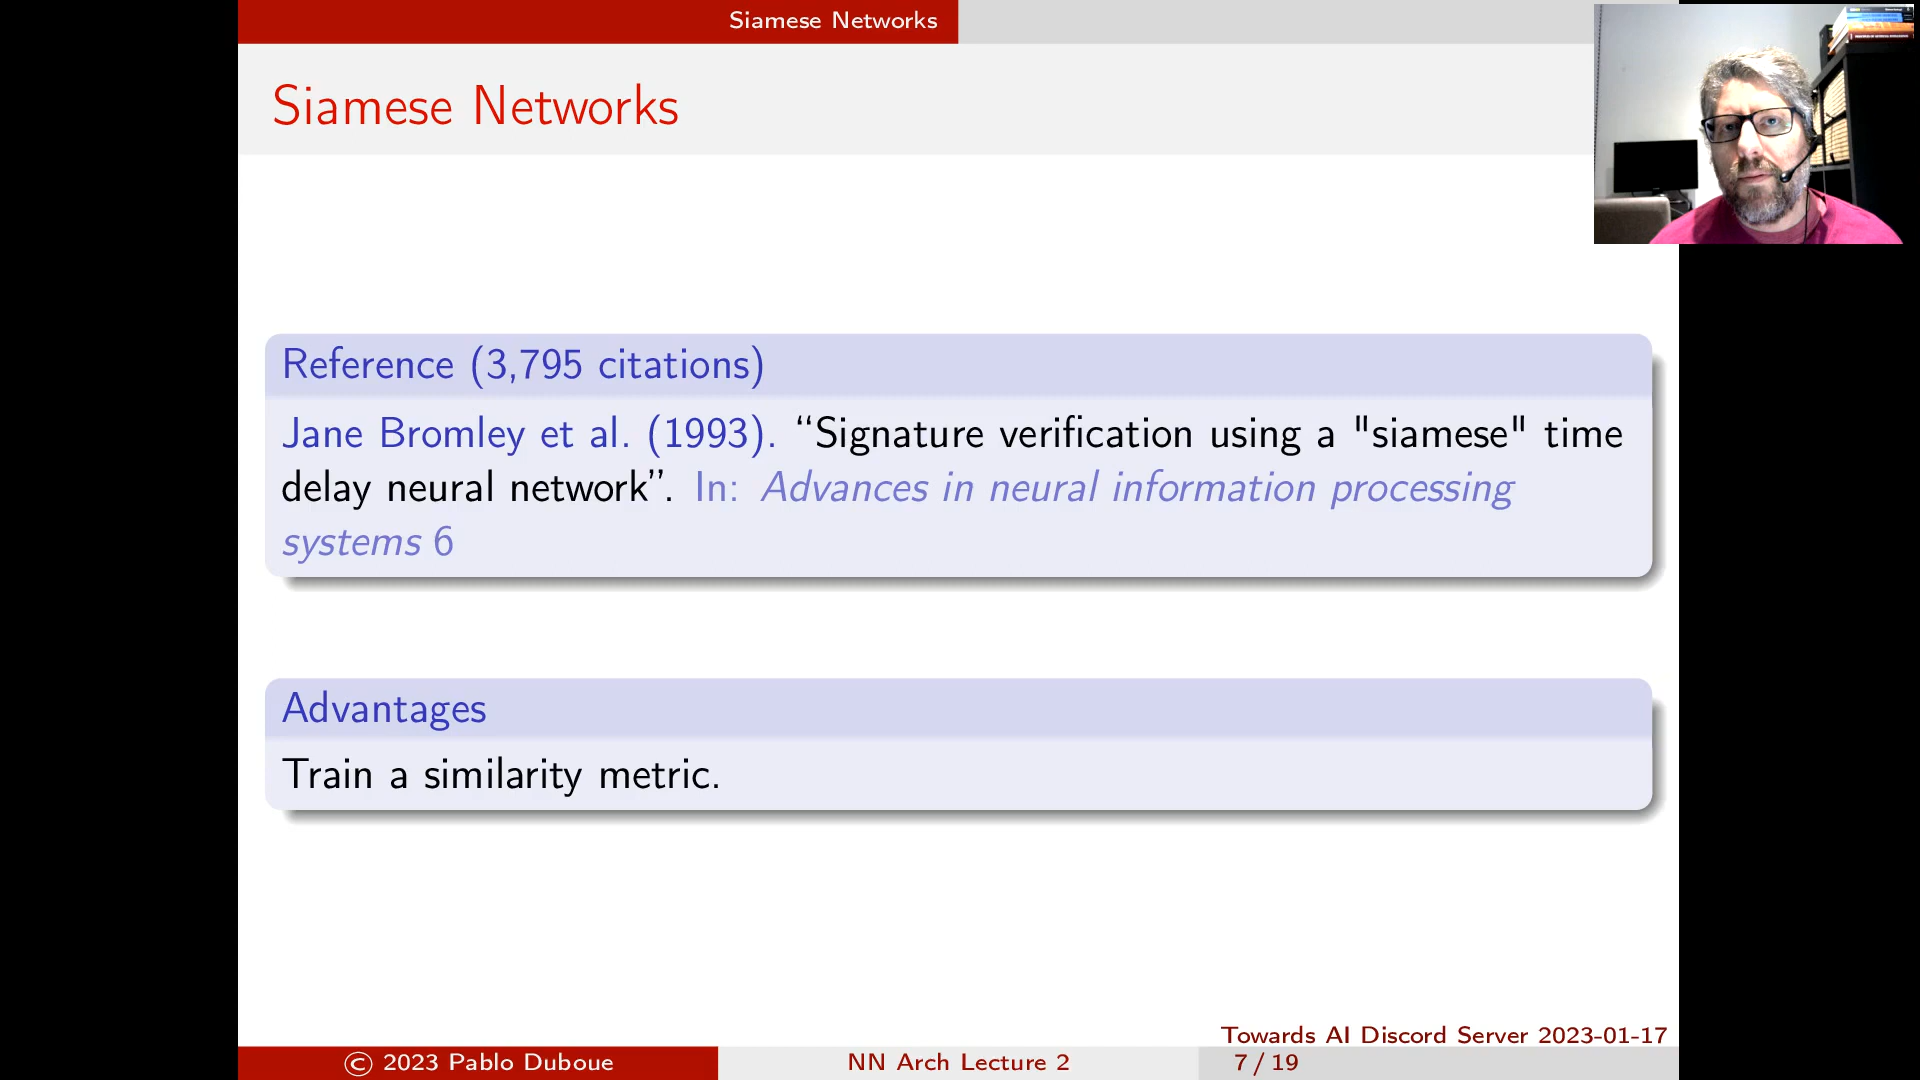 Siamese Networks
Siamese Networks
Reference (3,795 citations)
Jane Bromley et al. (1993). “Signature verification using a "siamese" time
delay neural network”. In: Advances in neural information processing
systems 6
Advantages
Train a similarity metric.
Towards AI Discord Server 2023-01-17
© 2023 Pablo Duboue
NN Arch Lecture 2
7 / 19